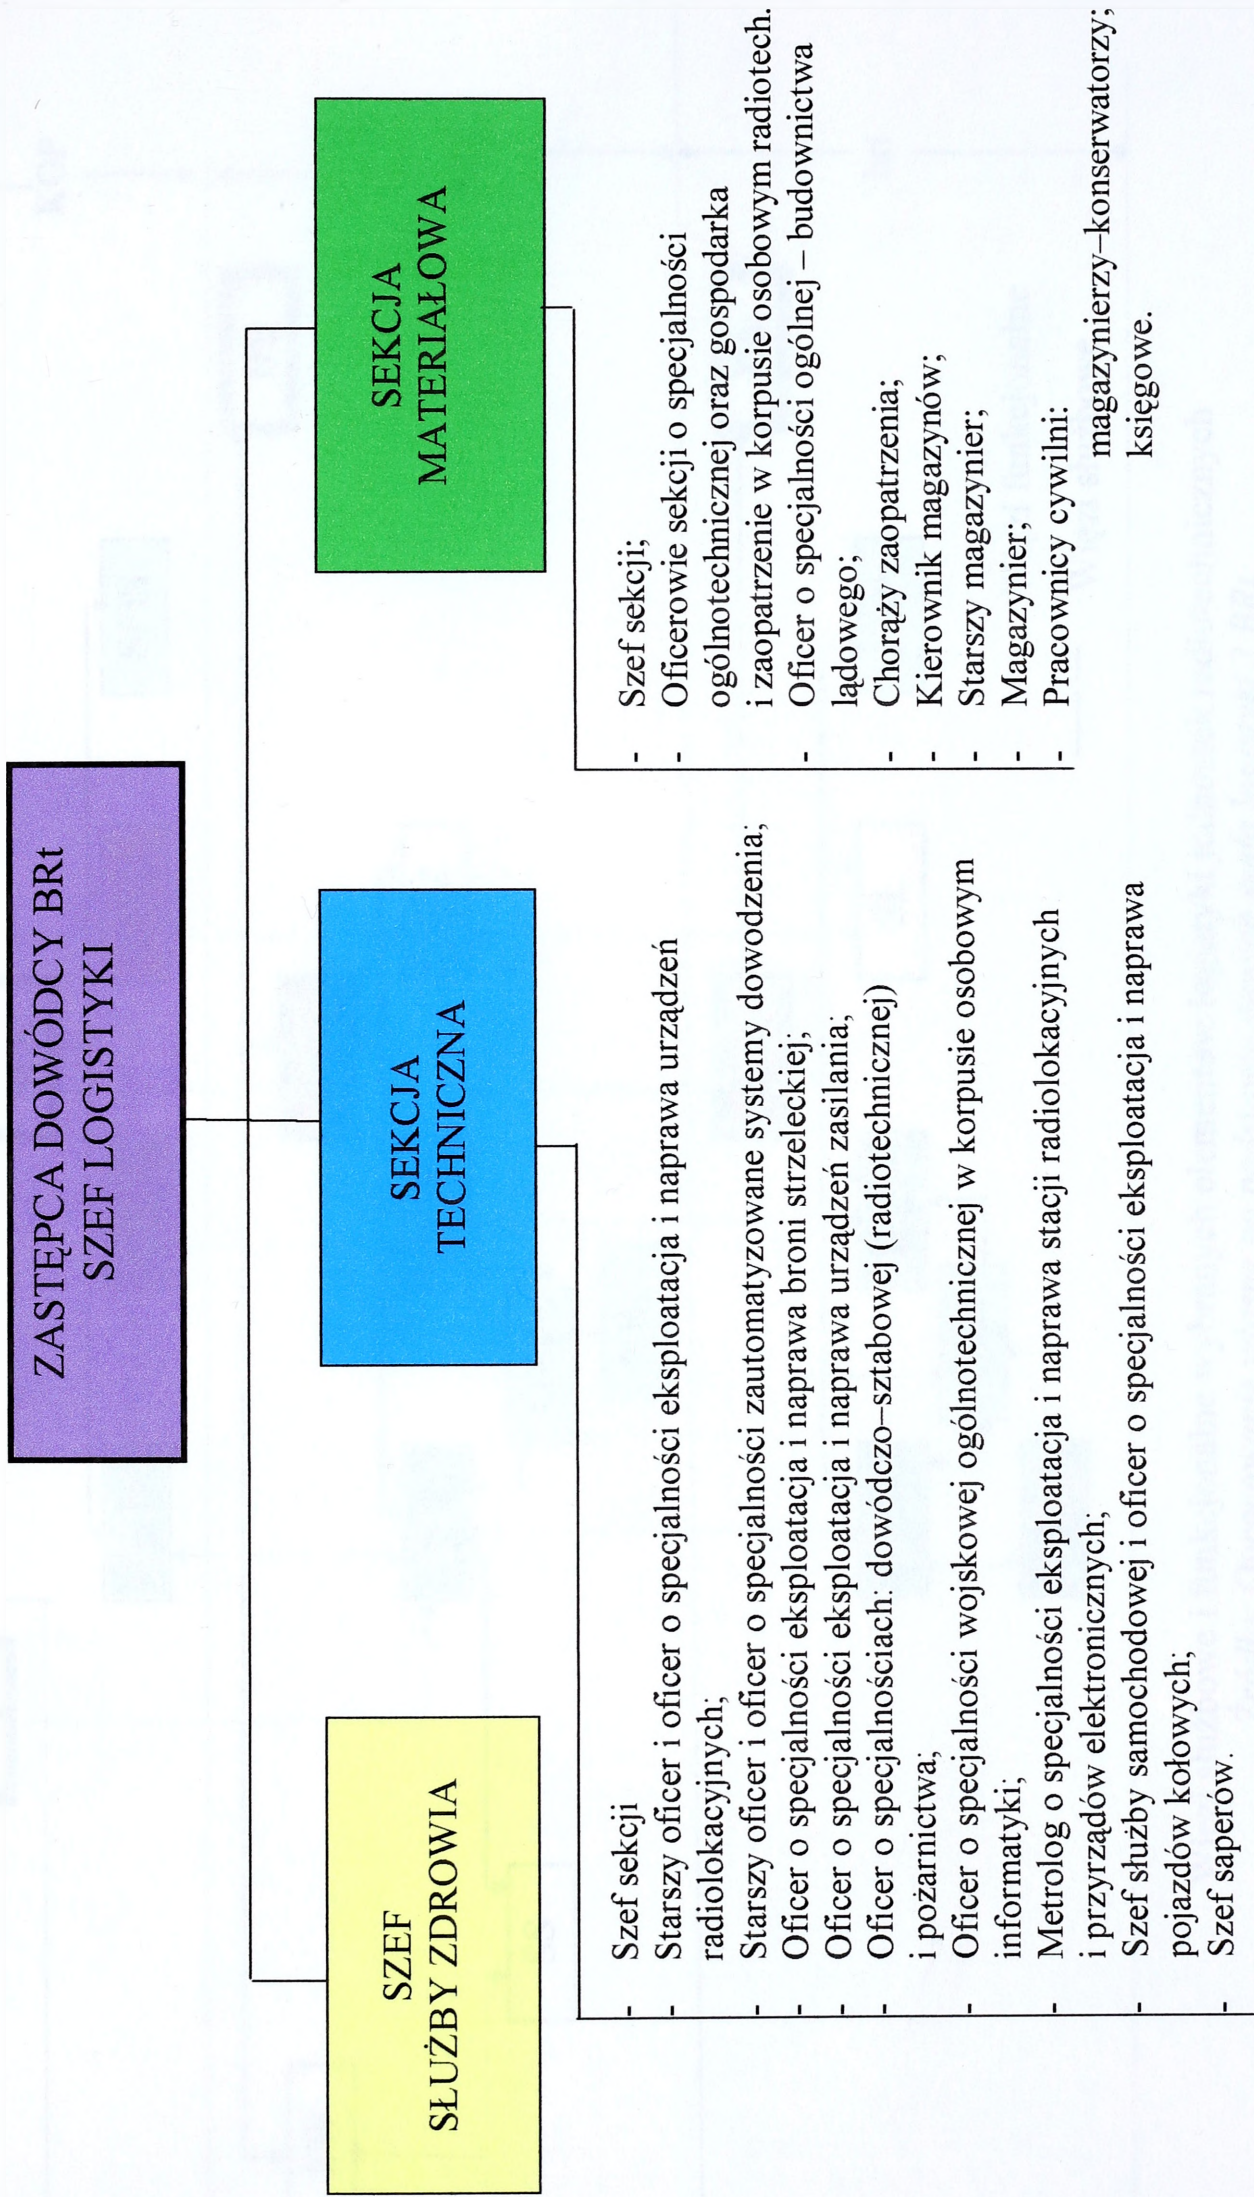 ZASTĘPCA DOWÓDCY BRt
SZEF LOGISTYKI
SZEF
SŁUŻBY ZDROWIA
SEKCJA
TECHNICZNA
SEKCJA
MATERIAŁOWA
- Szef sekcji
- Starszy oficer i oficer o specjalności eksploatacja i naprawa urządzeń
radiolokacyjnych;
- Starszy oficer i oficer o specjalności zautomatyzowane systemy dowodzenia;
- Oficer o specjalności eksploatacja i naprawa broni strzeleckiej;
- Oficer o specjalności eksploatacja i naprawa urządzeń zasilania;
- Oficer o specjalnościach: dowódczo–sztabowej (radiotechnicznej)
i pożarnictwa;
- Oficer o specjalności wojskowej ogólnotechnicznej w korpusie osobowym
informatyki;
- Metrolog o specjalności eksploatacja i naprawa stacji radiolokacyjnych
i przyrządów elektronicznych;
- Szef służby samochodowej i oficer o specjalności eksploatacja i naprawa
pojazdów kołowych;
- Szef saperów.
- Szef sekcji;
- Oficerowie sekcji o specjalności
ogólnotechnicznej oraz gospodarka
i zaopatrzenie w korpusie osobowym radiotech.
- Oficer o specjalności ogólnej – budownictwa
lądowego;
- Chorąży zaopatrzenia;
- Kierownik magazynów;
- Starszy magazynier;
- Magazynier;
- Pracownicy cywilni:
magazynierzy–konserwatorzy;
księgowe.